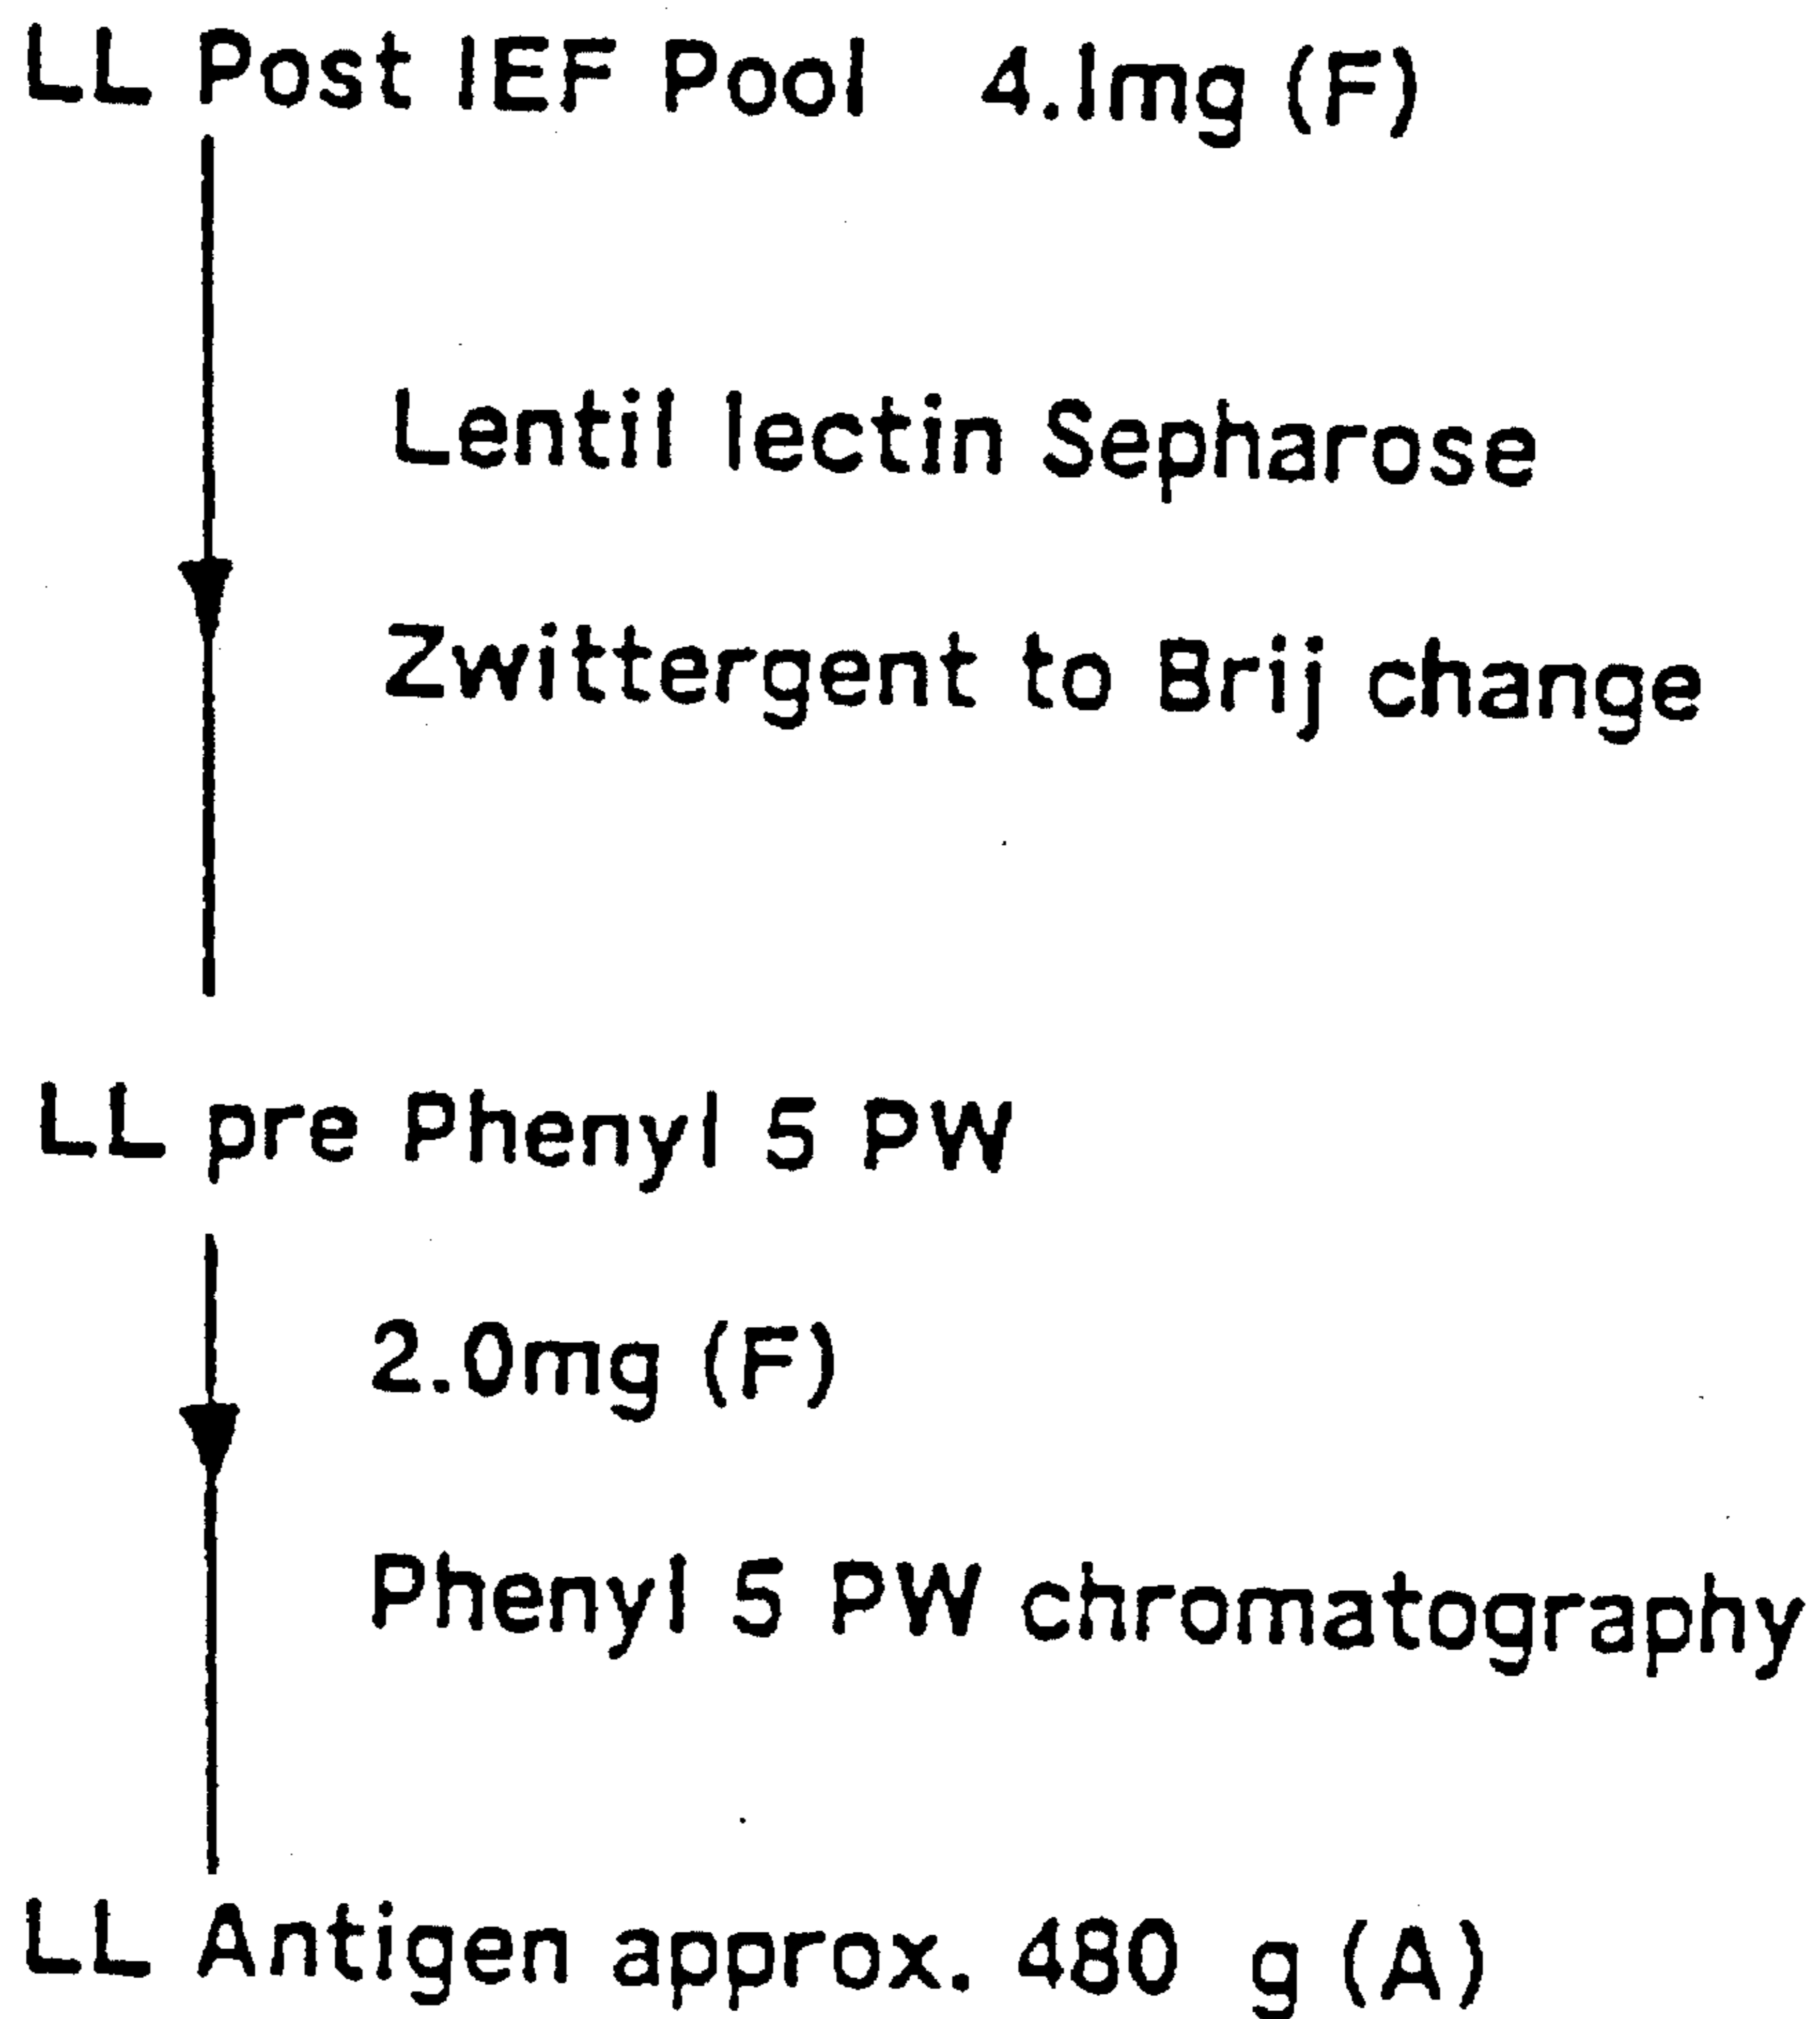 LL Post IEF Pool 4.1mg (F)
Lentil lectin Sepharose
Zwittergent to Brij change
LL pre Phenyl 5 PW
2.0mg (F)
Phenyl 5 PW chromatography
LL Antigen approx. 480 g (A)